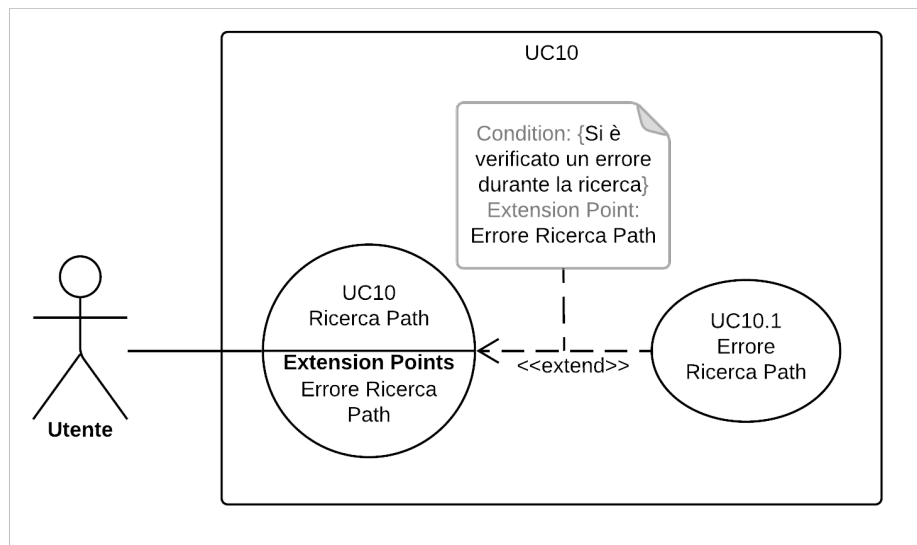 UC10
Condition: {Si è
verificato un errore
durante la ricerca}
Extension Point:
Errore Ricerca Path
UC10
Ricerca Path
Extension Points
Errore Ricerca
Path
<<extend>>
UC10.1
Errore
Ricerca Path
Utente